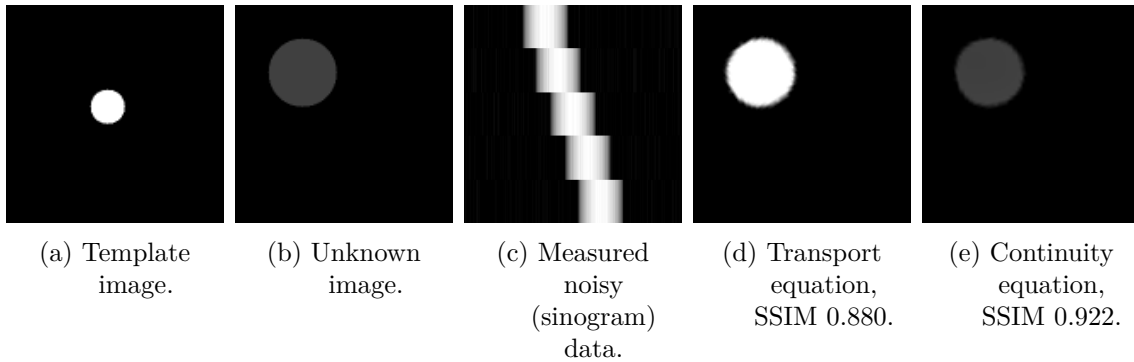 (a) Template
image.
(b) Unknown
image.
(c) Measured
noisy
(sinogram)
data.
(d) Transport
equation,
SSIM 0.880.
(e) Continuity
equation,
SSIM 0.922.